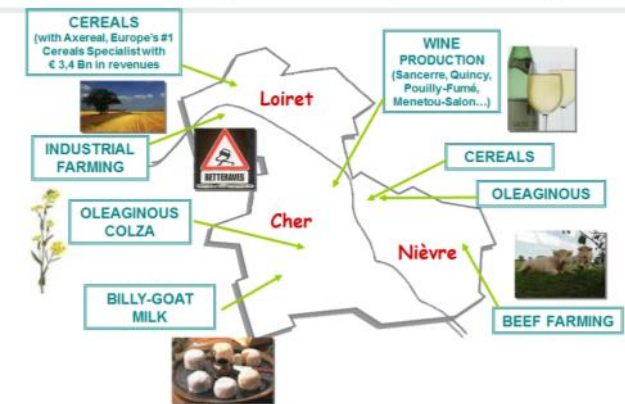 CEREALS
(with Axereal, Europe's #1
Cereals Specialist with
€ 3,4 Bn in revenues
WINE
PRODUCTION
(Sancerre, Quincy,
Pouilly-Fumé,
Menetou-Salon...)
Loiret
INDUSTRIAL
FARMING
BETTERAVES
CEREALS
OLEAGINOUS
OLEAGINOUS
COLZA
Cher
Nièvre
BILLY-GOAT
MILK
BEEF FARMING